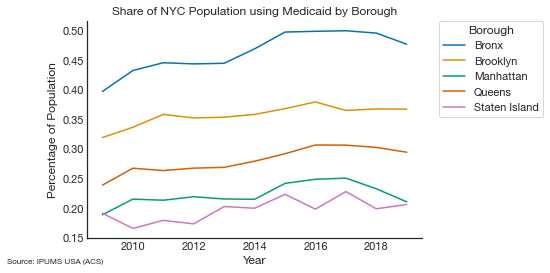 Share of NYC Population using Medicaid by Borough
Borough
Bronx
Brooklyn
Manhattan
Queens
Staten Island
Percentage of Population
0.50
0.45
0.40
0.35
0.30
0.25
0.20
0.15
2010 2012 2014 2016 2018
Year
Source: IPUMS USA (ACS)